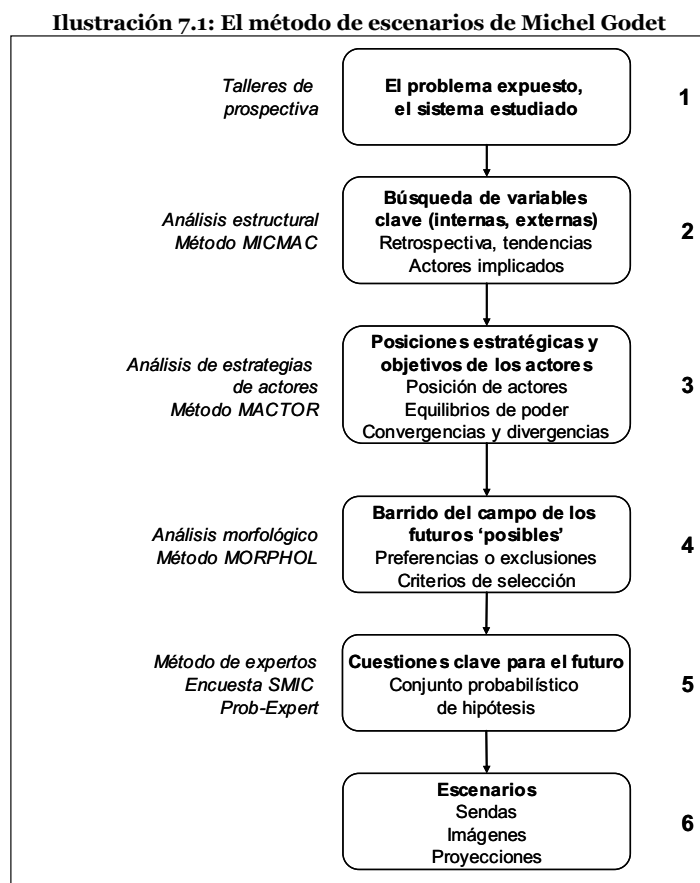 Ilustración 7.1: El método de escenarios de Michel Godet
Talleres de
prospectiva
El problema expuesto,
el sistema estudiado
1
Análisis estructural
Método MICMAC
Búsqueda de variables
clave (internas, externas)
Retrospectiva, tendencias
Actores implicados
2
Análisis de estrategias
de actores
Método MACTOR
Posiciones estratégicas y
objetivos de los actores
Posición de actores
Equilibrios de poder
Convergencias y divergencias
3
Análisis morfológico
Método MORPHOL
Barrido del campo de los
futuros ‘posibles’
Preferencias o exclusiones
Criterios de selección
4
Método de expertos
Encuesta SMIC
Prob-Expert
Cuestiones clave para el futuro
Conjunto probabilístico
de hipótesis
5
Escenarios
Sendas
Imágenes
Proyecciones
6